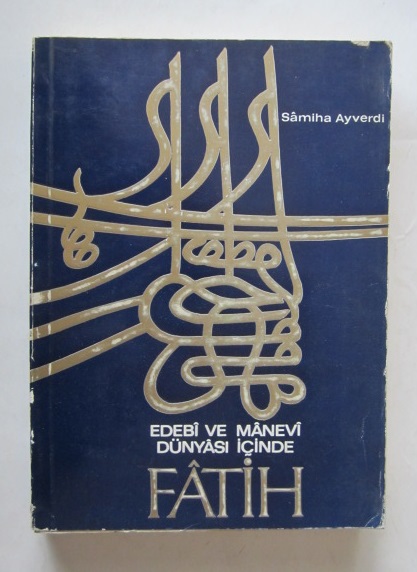 Sâmiha Ayverdi
EDEBÎ VE MÂNEVÎ
DÜNYÂSI İÇİNDE
FÂTİH